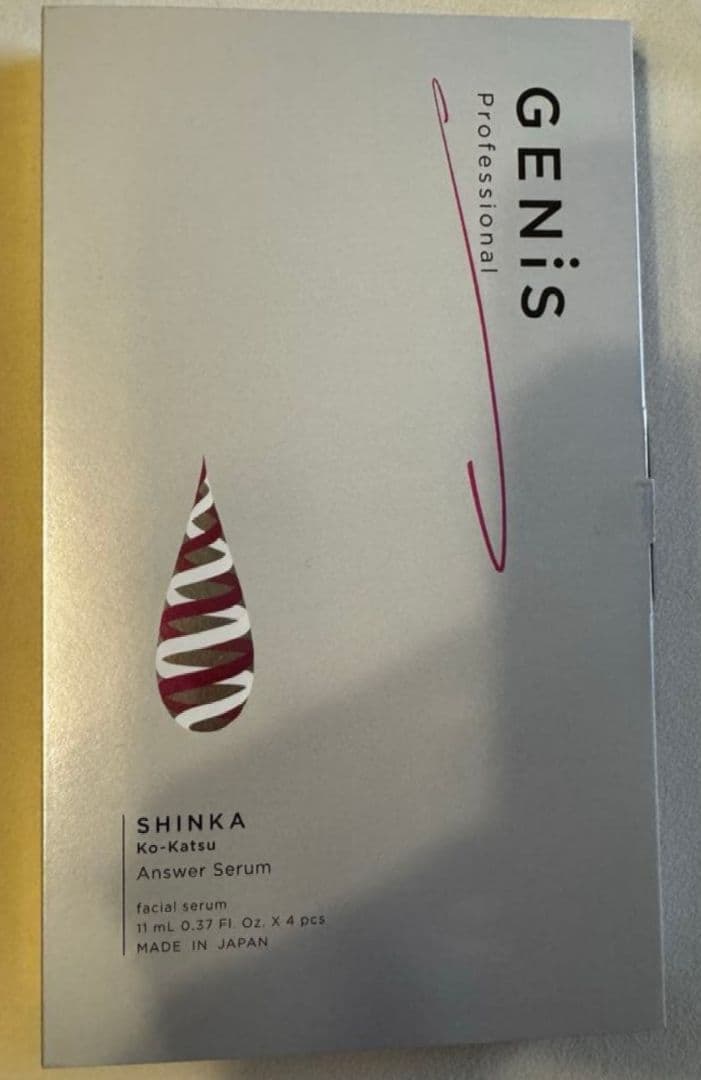 GENiS
Professional
SHINKA
Ko-Katsu
Answer Serum
facial serum
11 mL 0.37 Fl. Oz. X 4 pcs
MADE IN JAPAN